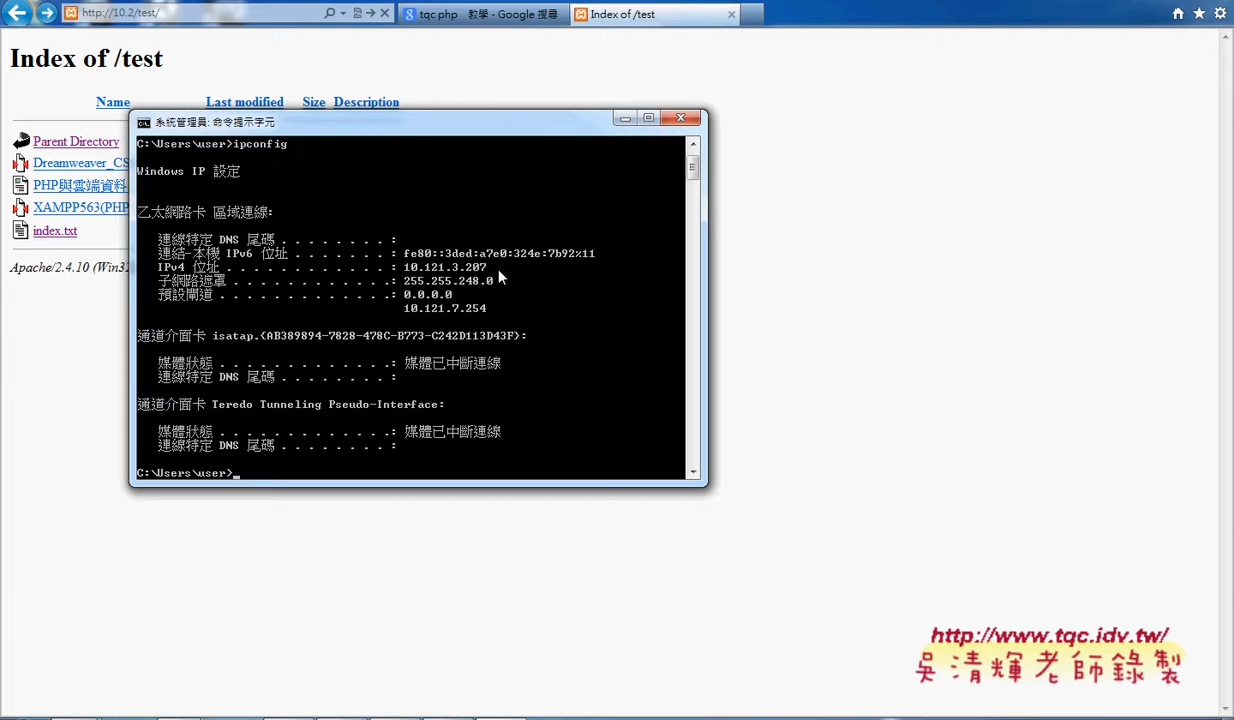 http://10.2/test/
tqc php 教學 - Google 搜尋
Index of /test
Index of /test
Name Last modified Size Description
Parent Directory
Dreamweaver_CS
PHP與雲端資料
XAMPP563(PHP
index.txt
Apache/2.4.10 (Win32
系統管理員: 命令提示字元
C:\Users\user>ipconfig
Windows IP 設定
乙太網路卡 區域連線:
連線特定 DNS 尾碼 . . . . . . . . :
連結-本機 IPv6 位址 . . . . . . . : fe80::3ded:a7e0:324e:7b92%11
IPv4 位址 . . . . . . . . . . . . : 10.121.3.207
子網路遮罩 . . . . . . . . . . . .: 255.255.248.0
預設閘道 . . . . . . . . . . . . .: 0.0.0.0
10.121.7.254
通道介面卡 isatap.{AB389894-7828-478C-B773-C242D113D43F}:
媒體狀態 . . . . . . . . . . . . .: 媒體已中斷連線
連線特定 DNS 尾碼 . . . . . . . . :
通道介面卡 Teredo Tunneling Pseudo-Interface:
媒體狀態 . . . . . . . . . . . . .: 媒體已中斷連線
連線特定 DNS 尾碼 . . . . . . . . :
C:\Users\user>_
http://www.tqc.idv.tw/
吳清輝老師錄製